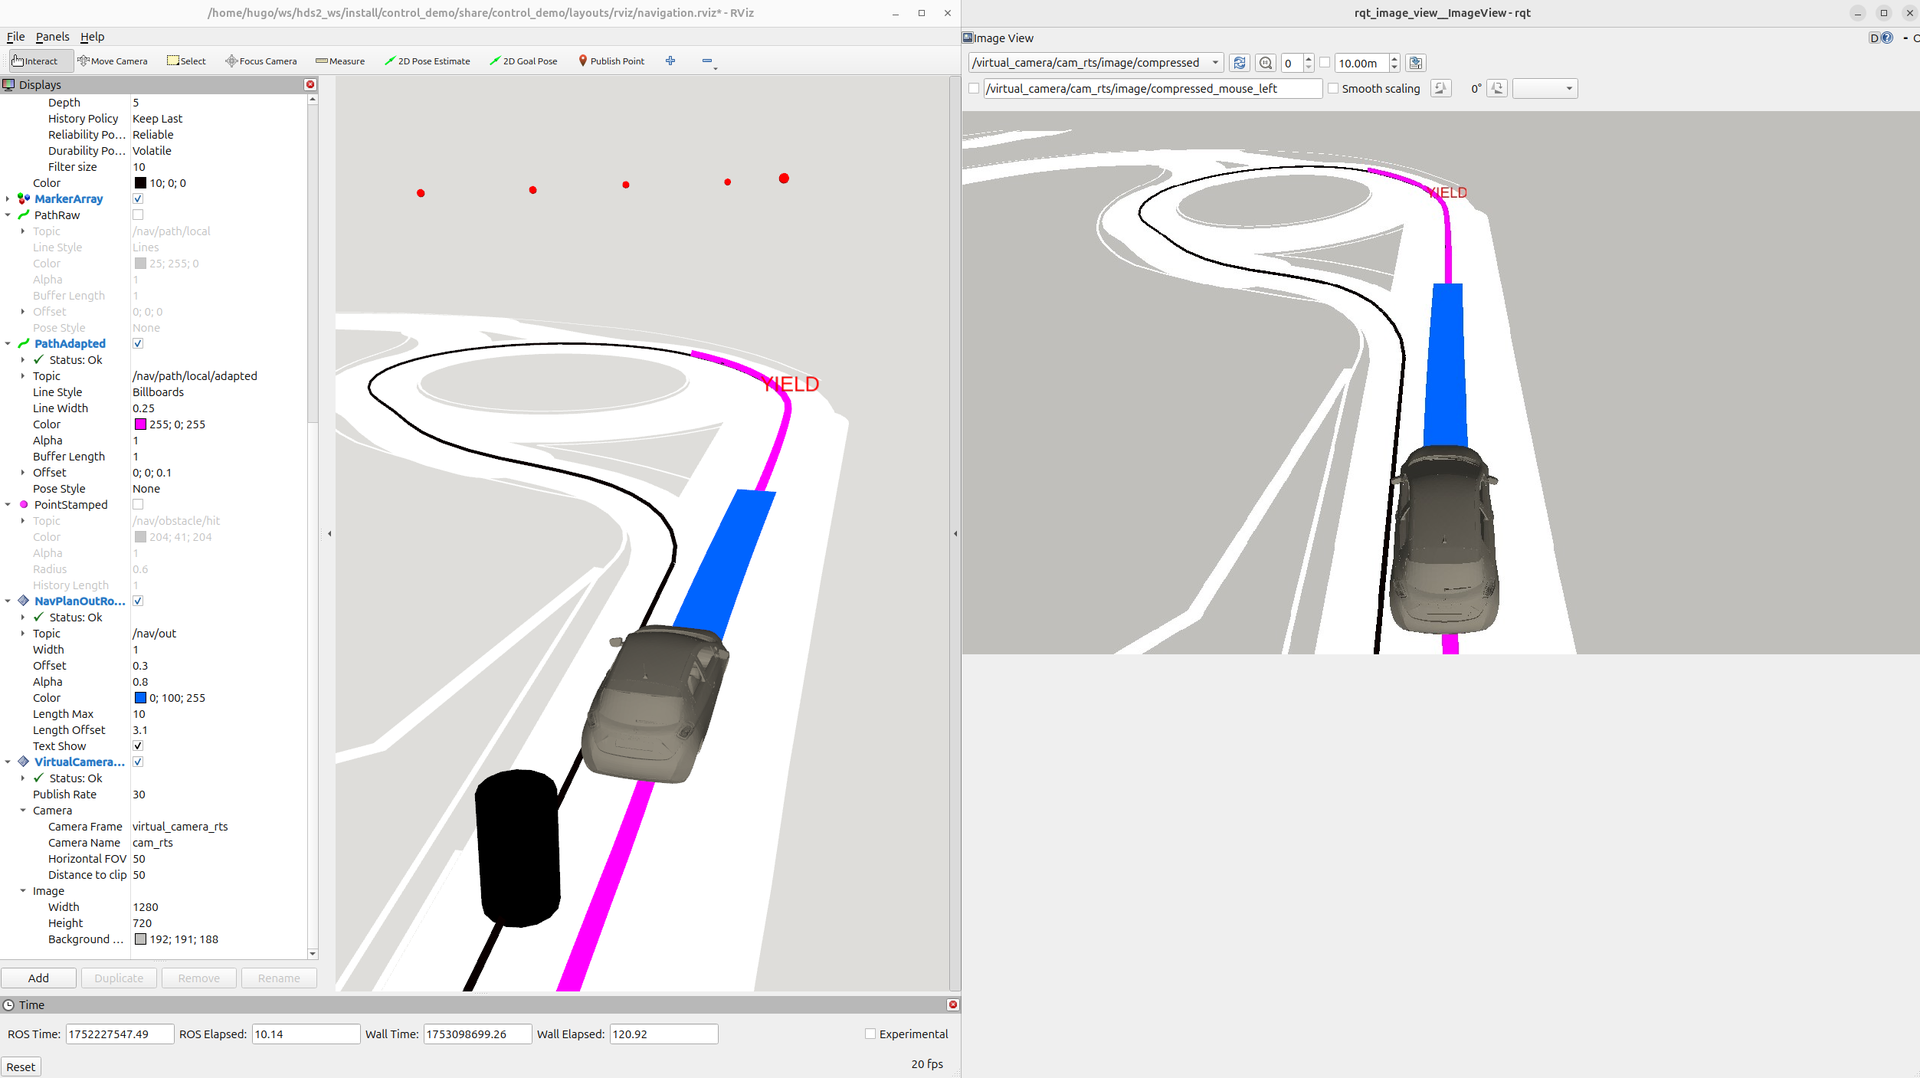 /home/hugo/ws/hds2_ws/install/control_demo/share/control_demo/layouts/rviz/navigation.rviz* - RViz
File Panels Help
Interact Move Camera Select Focus Camera Measure 2D Pose Estimate 2D Goal Pose Publish Point
Displays
Depth 5
History Policy Keep Last
Reliability Po... Reliable
Durability Po... Volatile
Filter size 10
Color 10; 0; 0
MarkerArray
PathRaw
Topic /nav/path/local
Line Style Lines
Color 25; 255; 0
Alpha 1
Buffer Length 1
Offset 0; 0; 0
Pose Style None
PathAdapted
Status: Ok
Topic /nav/path/local/adapted
Line Style Billboards
Line Width 0.25
Color 255; 0; 255
Alpha 1
Buffer Length 1
Offset 0; 0; 0.1
Pose Style None
PointStamped
Topic /nav/obstacle/hit
Color 204; 41; 204
Alpha 1
Radius 0.6
History Length 1
NavPlanOutRo...
Status: Ok
Topic /nav/out
Width 1
Offset 0.3
Alpha 0.8
Color 0; 100; 255
Length Max 10
Length Offset 3.1
Text Show
VirtualCamera...
Status: Ok
Publish Rate 30
Camera
Camera Frame virtual_camera_rts
Camera Name cam_rts
Horizontal FOV 50
Distance to clip 50
Image
Width 1280
Height 720
Background ... 192; 191; 188
Add Duplicate Remove Rename
YIELD
Time
ROS Time: 1752227547.49 ROS Elapsed: 10.14 Wall Time: 1753098699.26 Wall Elapsed: 120.92 Experimental
Reset 20 fps
rqt_image_view__ImageView - rqt
Image View
D
/virtual_camera/cam_rts/image/compressed 0 10.00m
/virtual_camera/cam_rts/image/compressed_mouse_left Smooth scaling 0°
YIELD